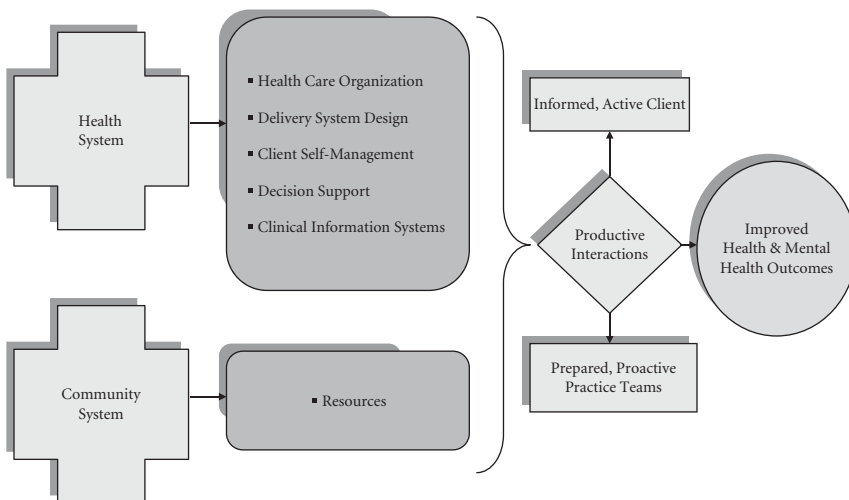 Health
System
▪ Health Care Organization
▪ Delivery System Design
▪ Client Self-Management
▪ Decision Support
▪ Clinical Information Systems
Community
System
▪ Resources
Informed, Active Client
Productive
Interactions
Prepared, Proactive
Practice Teams
Improved
Health & Mental
Health Outcomes